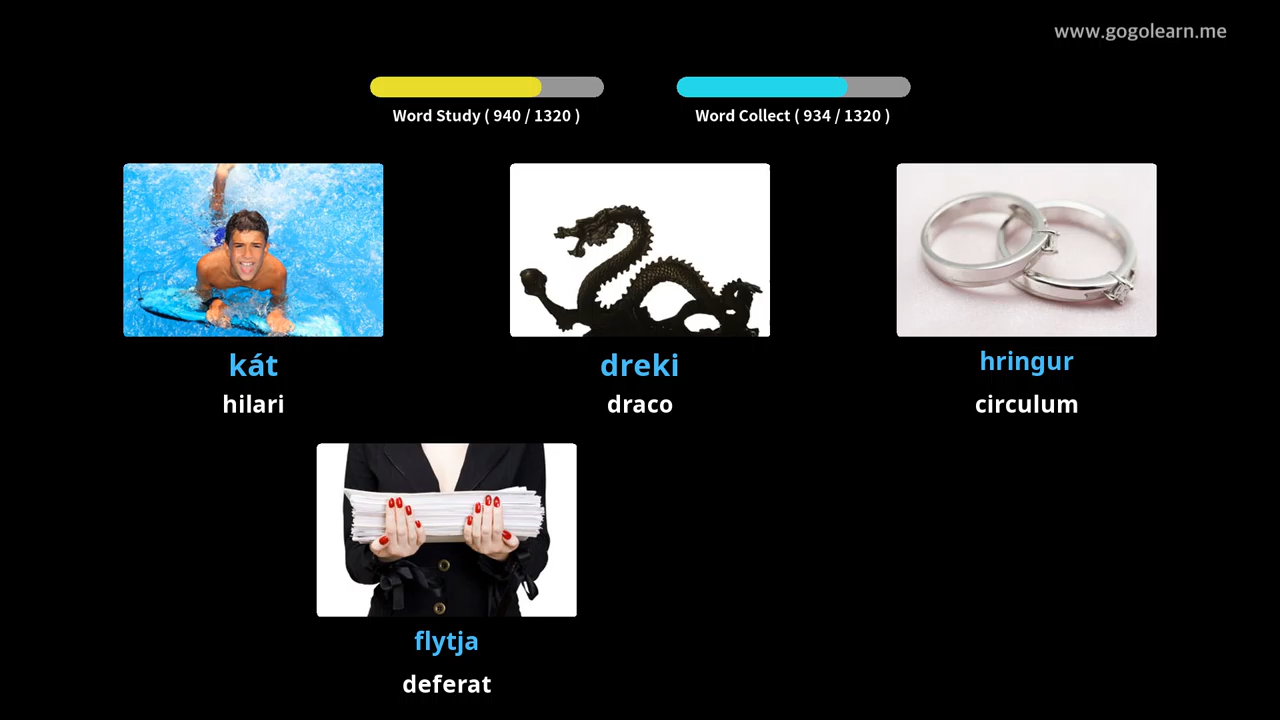 www.gogolearn.me
Word Study ( 940 / 1320 )
Word Collect ( 934 / 1320 )
kát
hilari
dreki
draco
hringur
circulum
flytja
deferat